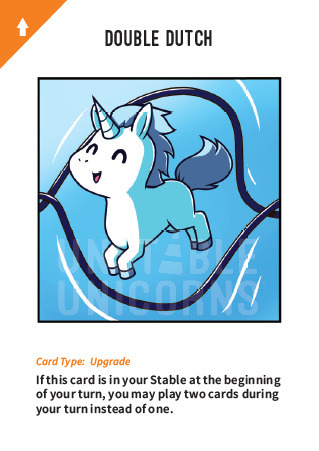 DOUBLE DUTCH
UNSTABLE
UNICORNS
Card Type: Upgrade
If this card is in your Stable at the beginning
of your turn, you may play two cards during
your turn instead of one.